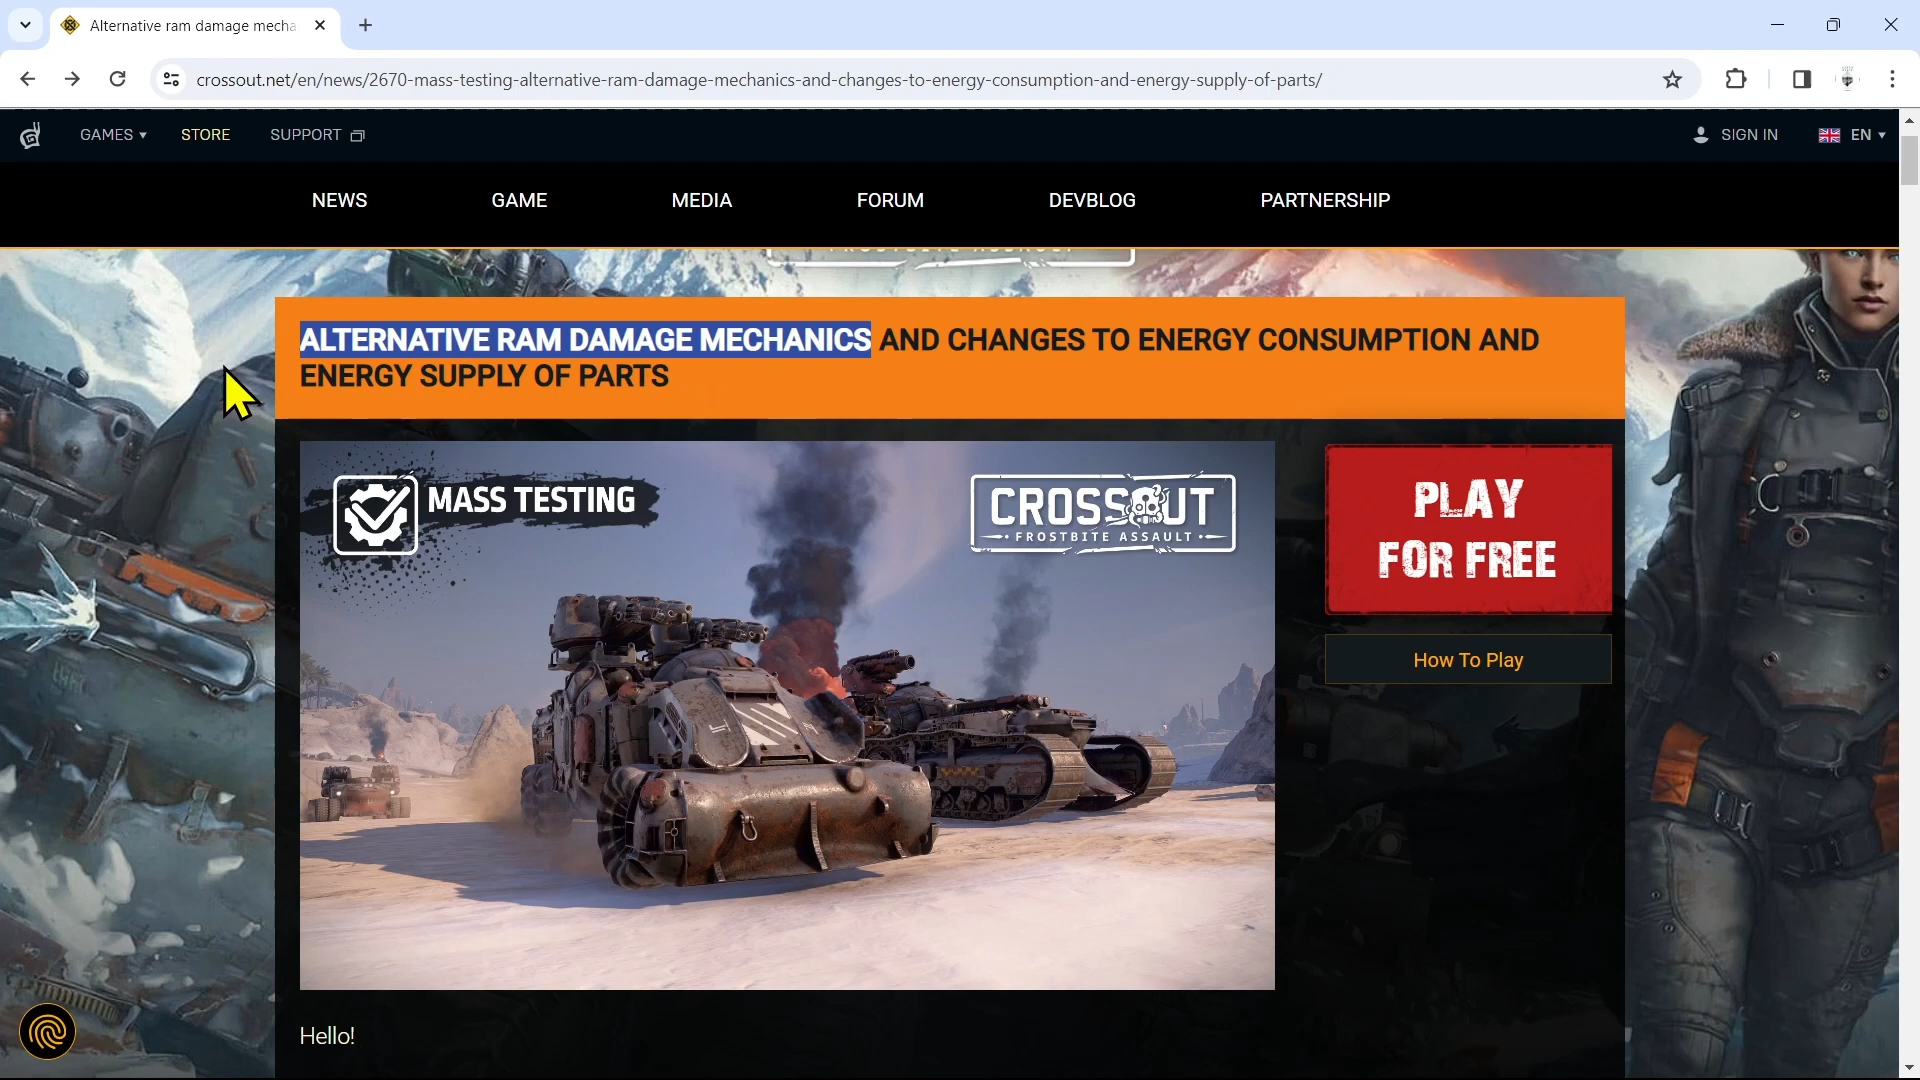 Alternative ram damage mecha
crossout.net/en/news/2670-mass-testing-alternative-ram-damage-mechanics-and-changes-to-energy-consumption-and-energy-supply-of-parts/
GAMES STORE SUPPORT SIGN IN EN
NEWS GAME MEDIA FORUM DEVBLOG PARTNERSHIP
ALTERNATIVE RAM DAMAGE MECHANICS AND CHANGES TO ENERGY CONSUMPTION AND
ENERGY SUPPLY OF PARTS
MASS TESTING
CROSSOUT
FROSTBITE ASSAULT
PLAY
FOR FREE
How To Play
Hello!